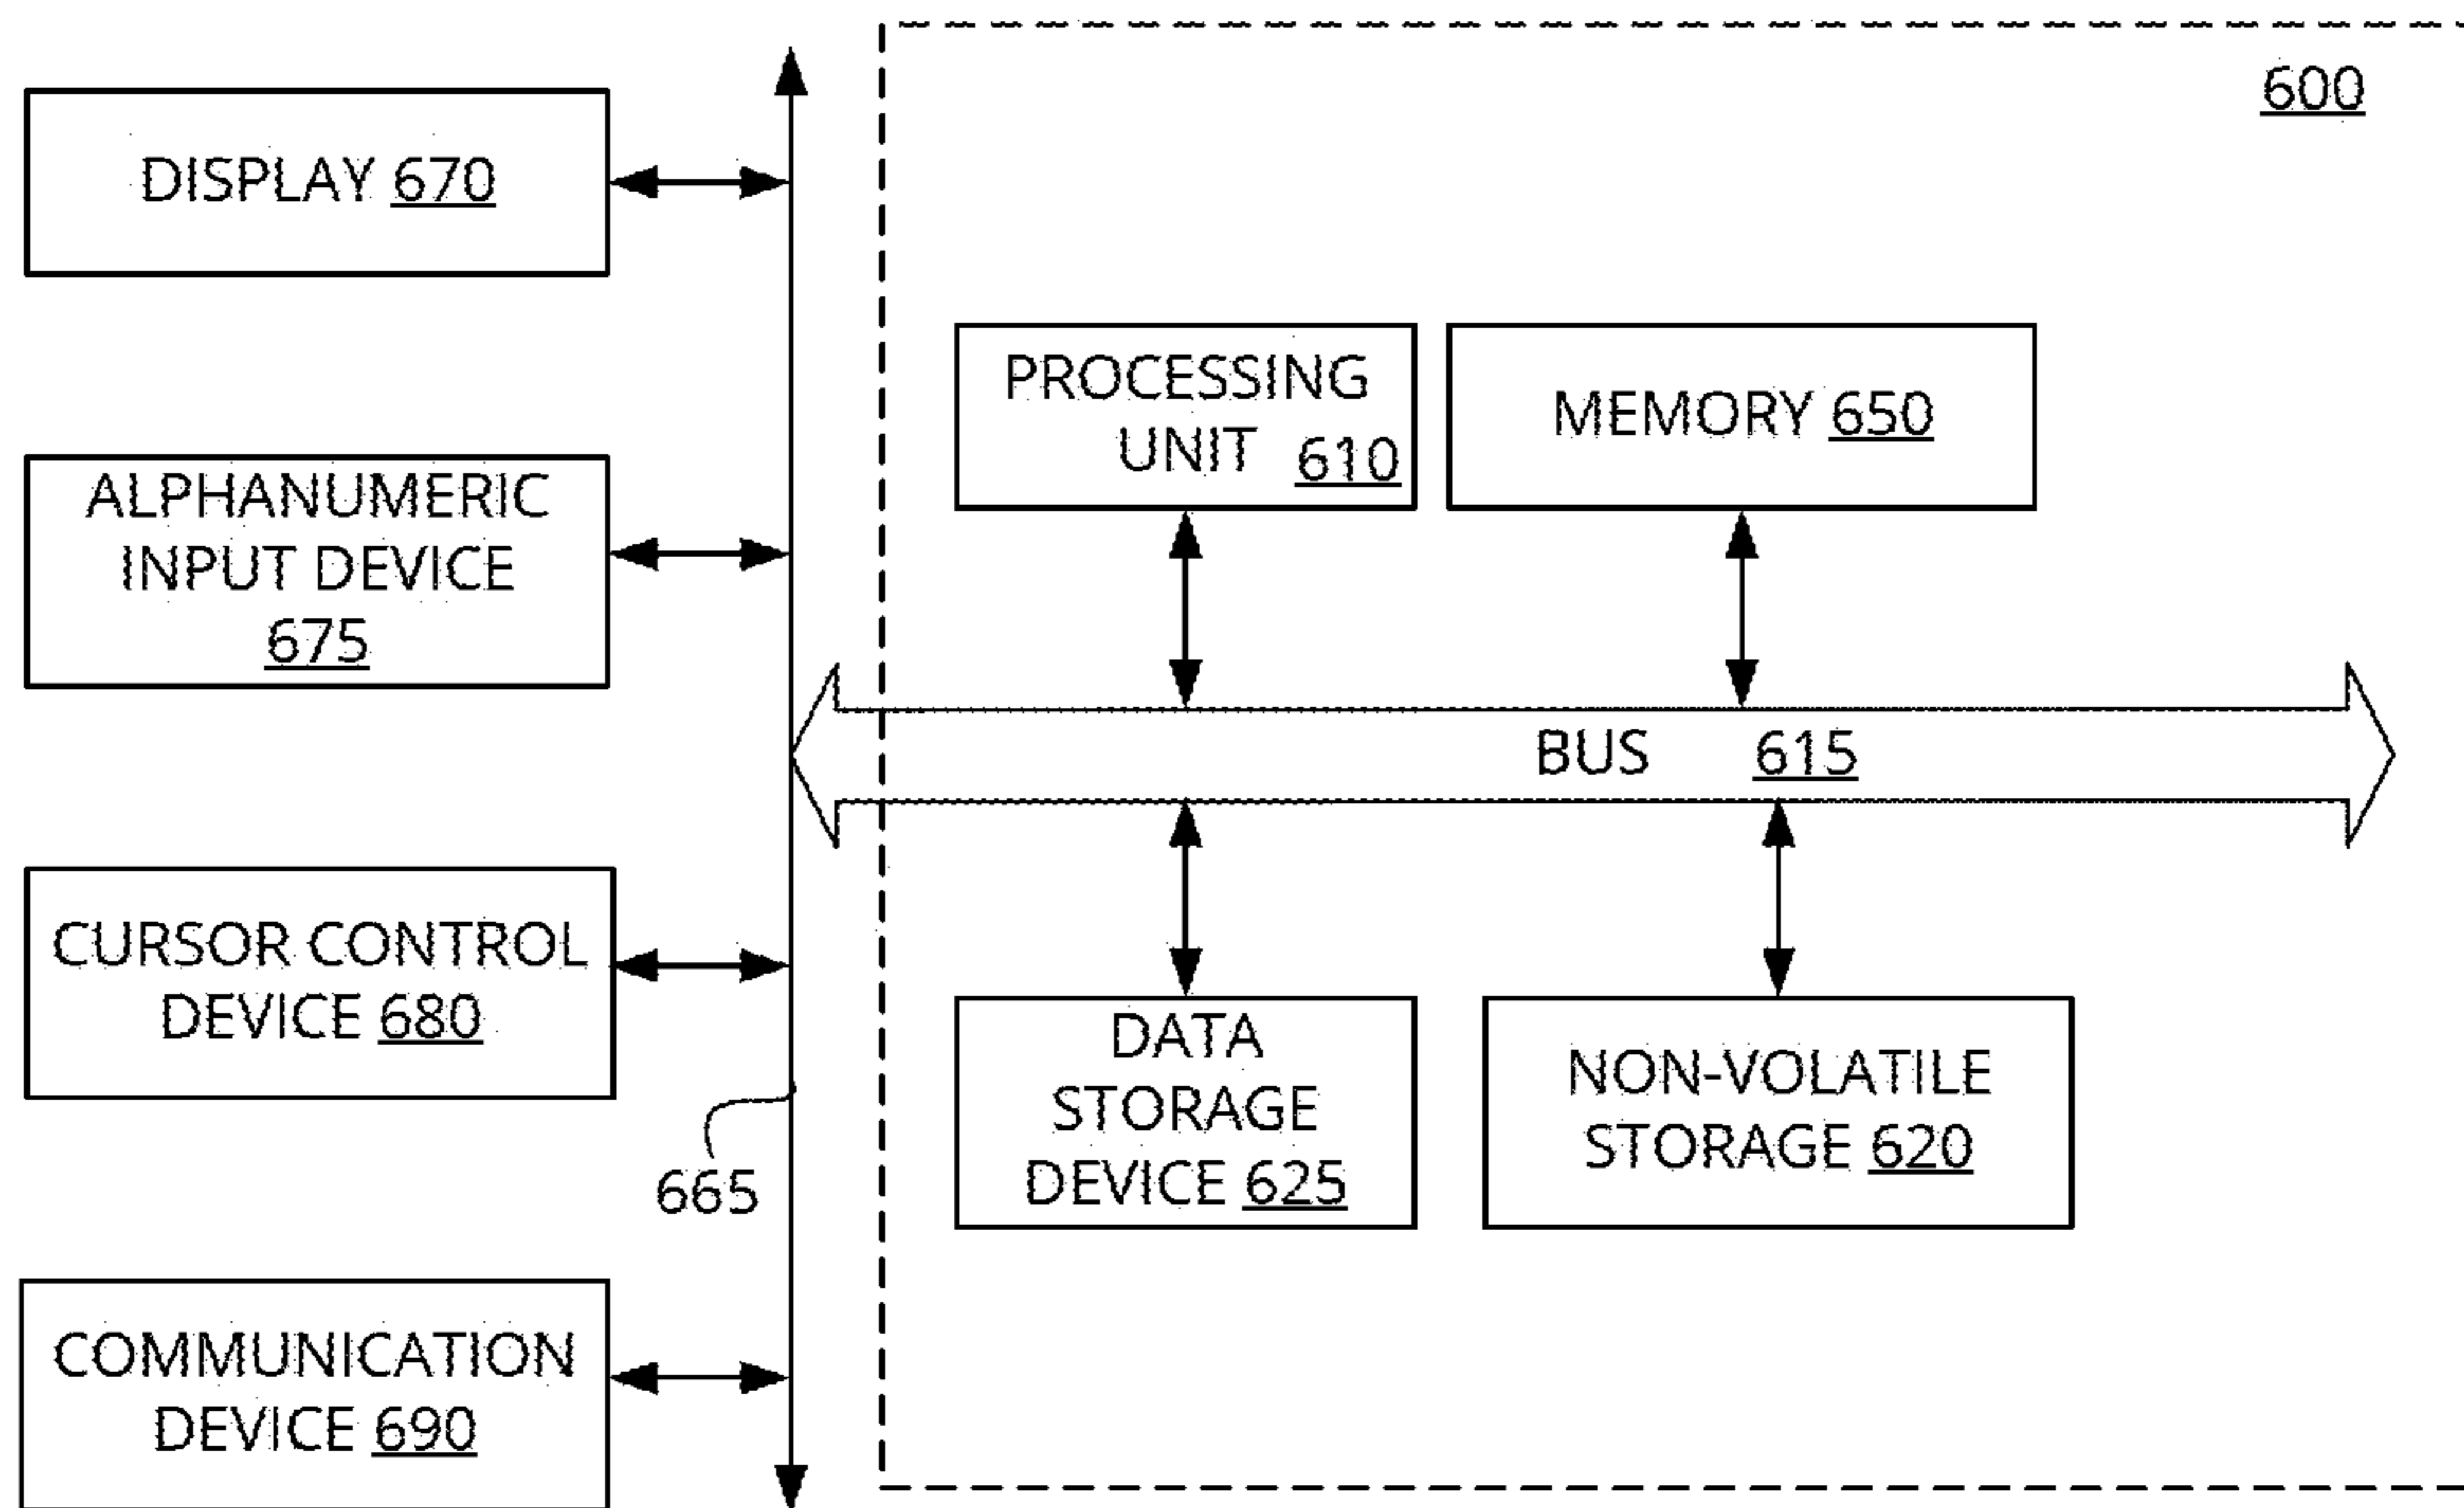 600
DISPLAY 670
PROCESSING
UNIT 610
MEMORY 650
ALPHANUMERIC
INPUT DEVICE
675
BUS 615
CURSOR CONTROL
DEVICE 680
DATA
STORAGE
DEVICE 625
NON-VOLATILE
STORAGE 620
665
COMMUNICATION
DEVICE 690